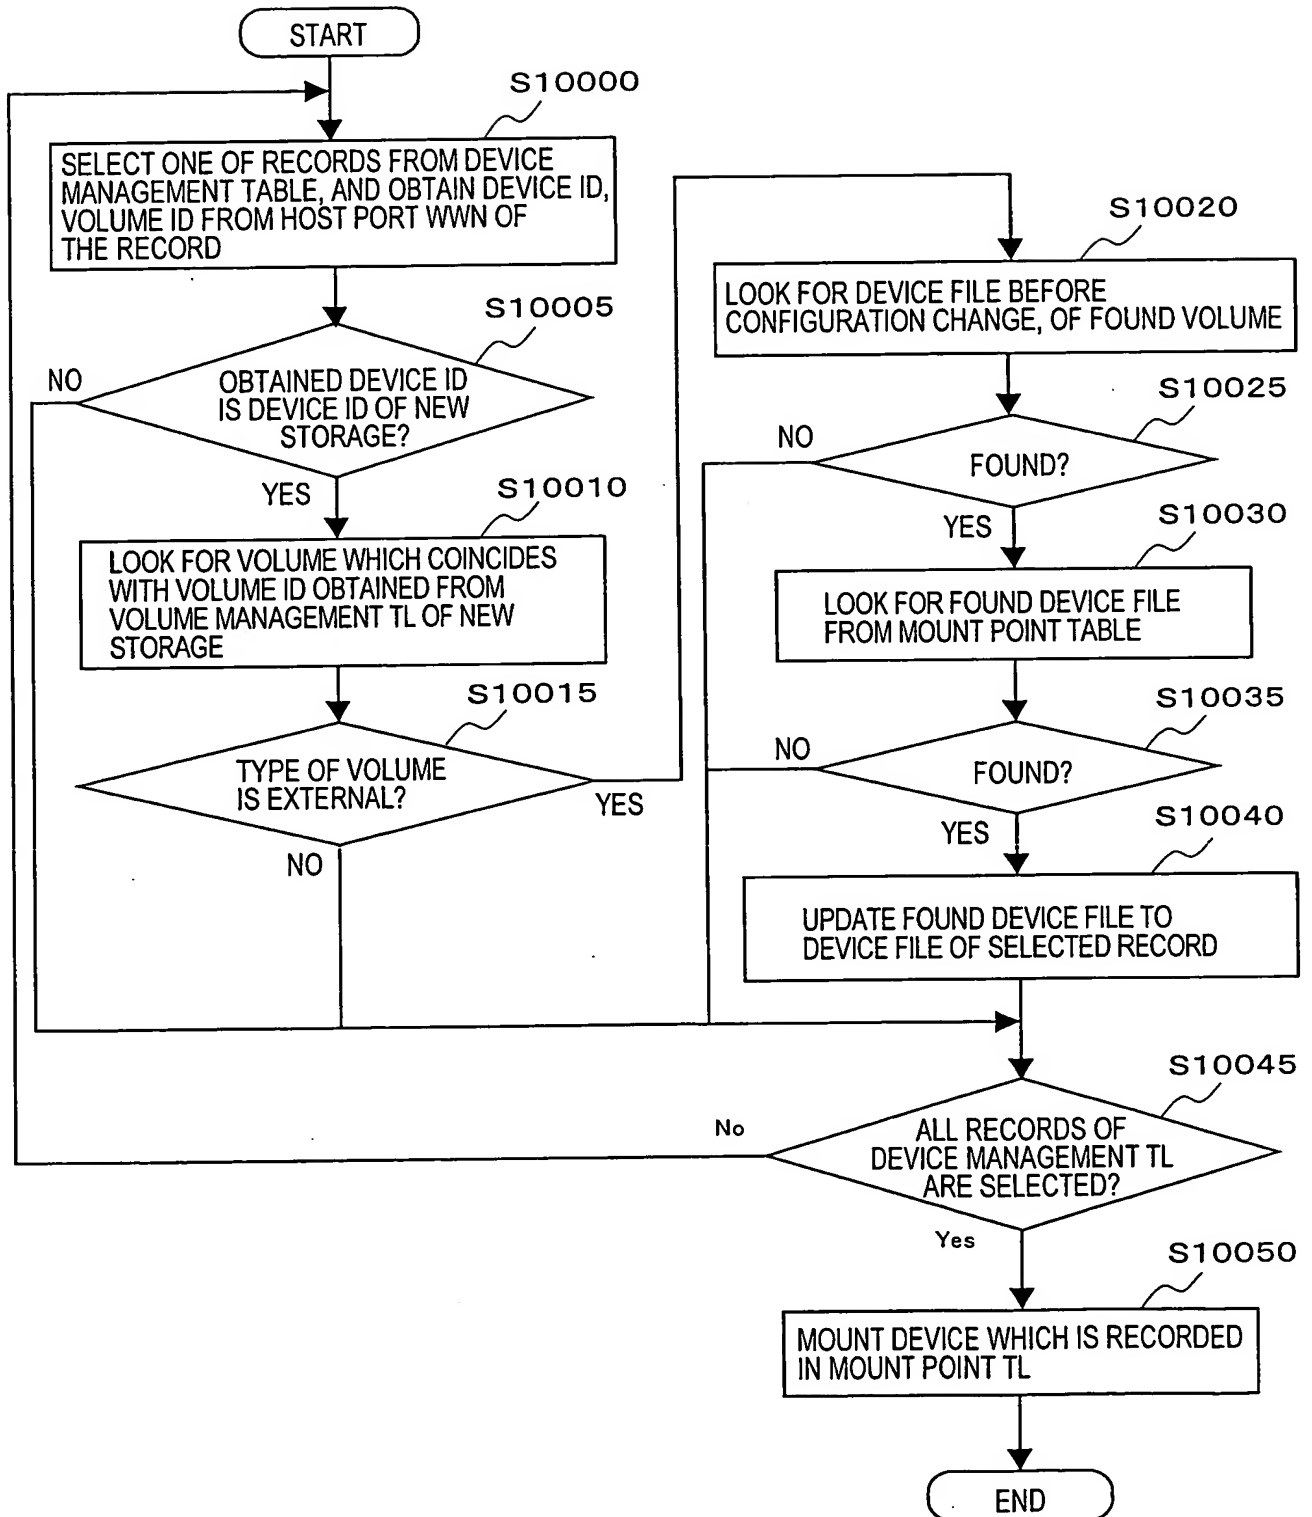 START
S10000
SELECT ONE OF RECORDS FROM DEVICE
MANAGEMENT TABLE, AND OBTAIN DEVICE ID,
VOLUME ID FROM HOST PORT WWN OF
THE RECORD
S10005
NO
OBTAINED DEVICE ID
IS DEVICE ID OF NEW
STORAGE?
YES
S10010
LOOK FOR VOLUME WHICH COINCIDES
WITH VOLUME ID OBTAINED FROM
VOLUME MANAGEMENT TL OF NEW
STORAGE
S10015
TYPE OF VOLUME
IS EXTERNAL?
YES
NO
S10020
LOOK FOR DEVICE FILE BEFORE
CONFIGURATION CHANGE, OF FOUND VOLUME
S10025
NO
FOUND?
YES
S10030
LOOK FOR FOUND DEVICE FILE
FROM MOUNT POINT TABLE
S10035
NO
FOUND?
YES
S10040
UPDATE FOUND DEVICE FILE TO
DEVICE FILE OF SELECTED RECORD
S10045
No
ALL RECORDS OF
DEVICE MANAGEMENT TL
ARE SELECTED?
Yes
S10050
MOUNT DEVICE WHICH IS RECORDED
IN MOUNT POINT TL
END